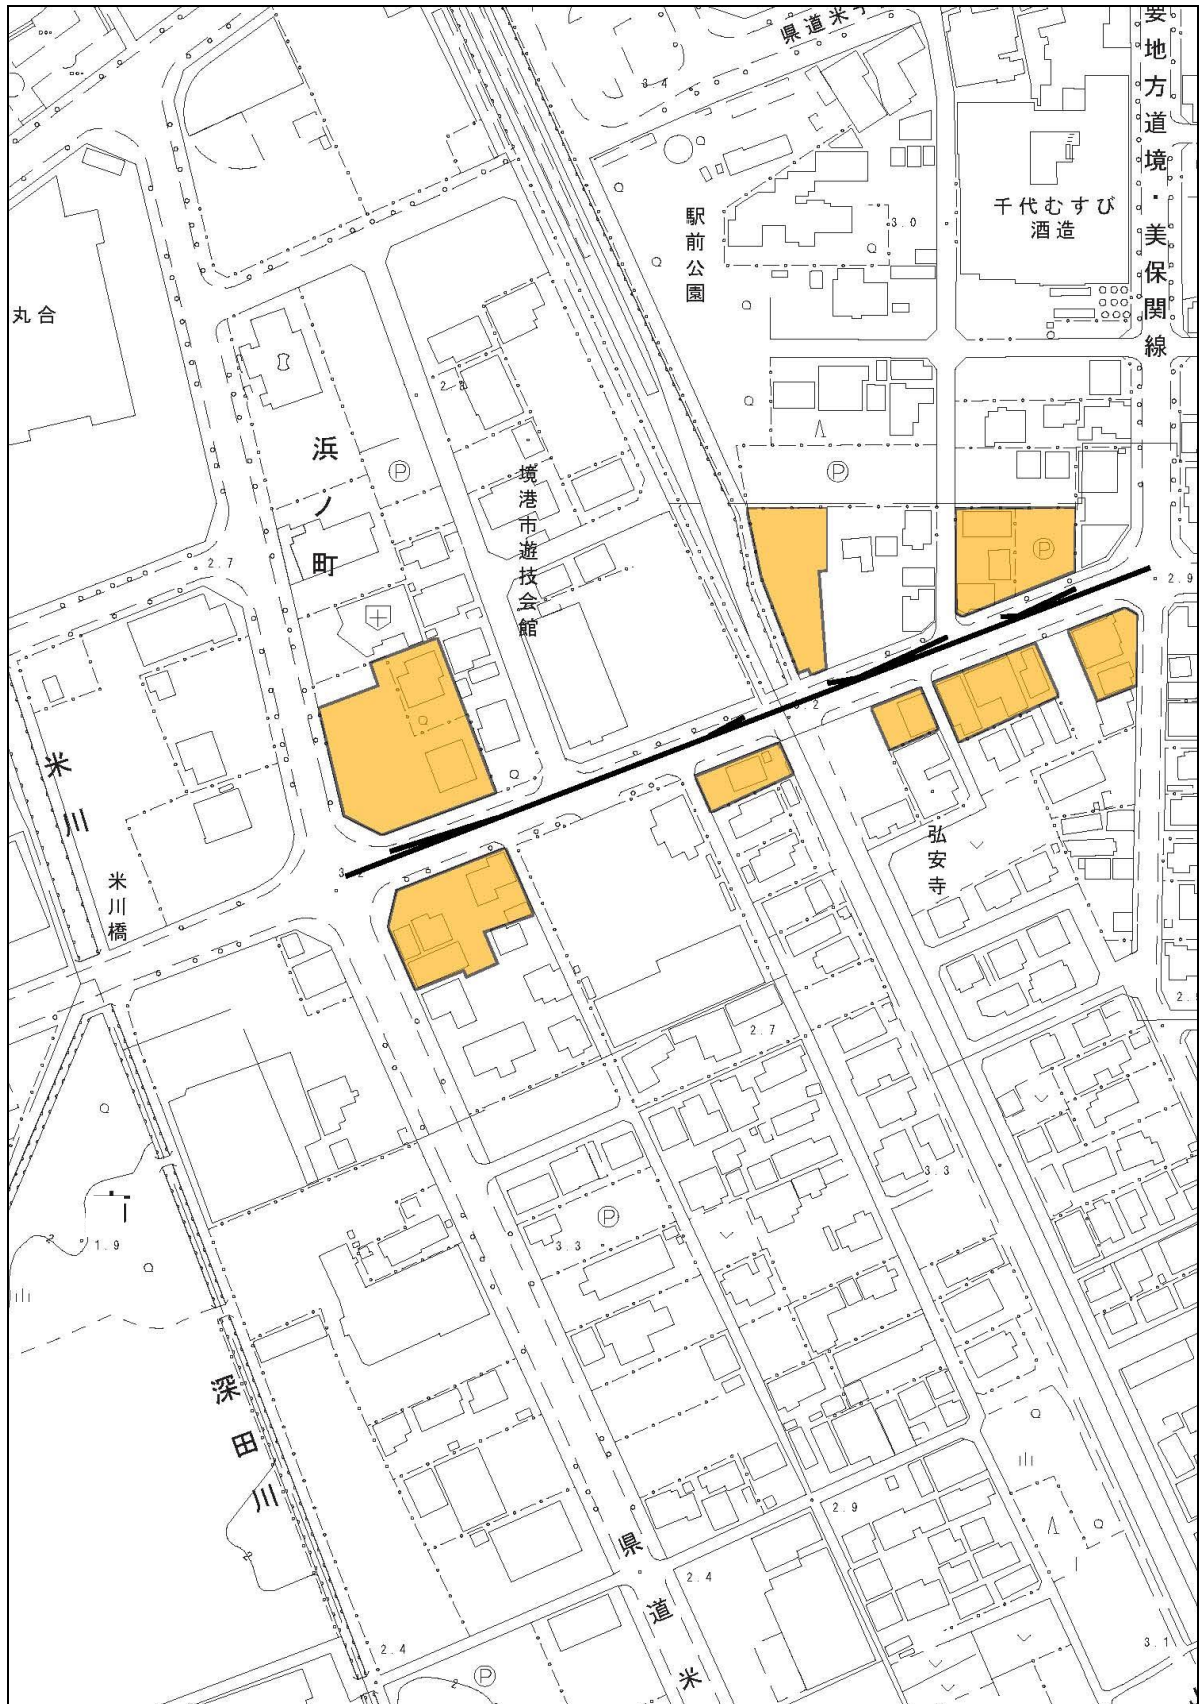 県道米子
3.4
要地方道境・美保関線
千代むすび
酒造
駅前公園
3.0
丸合
2.8
浜ノ町
P
P
境港市遊技会館
P
2.7
2.9
3.2
米川
米川橋
弘安寺
2.7
3.3
1.9
P
3.3
深田川
2.9
県道米
2.4
2.4
3.1
P